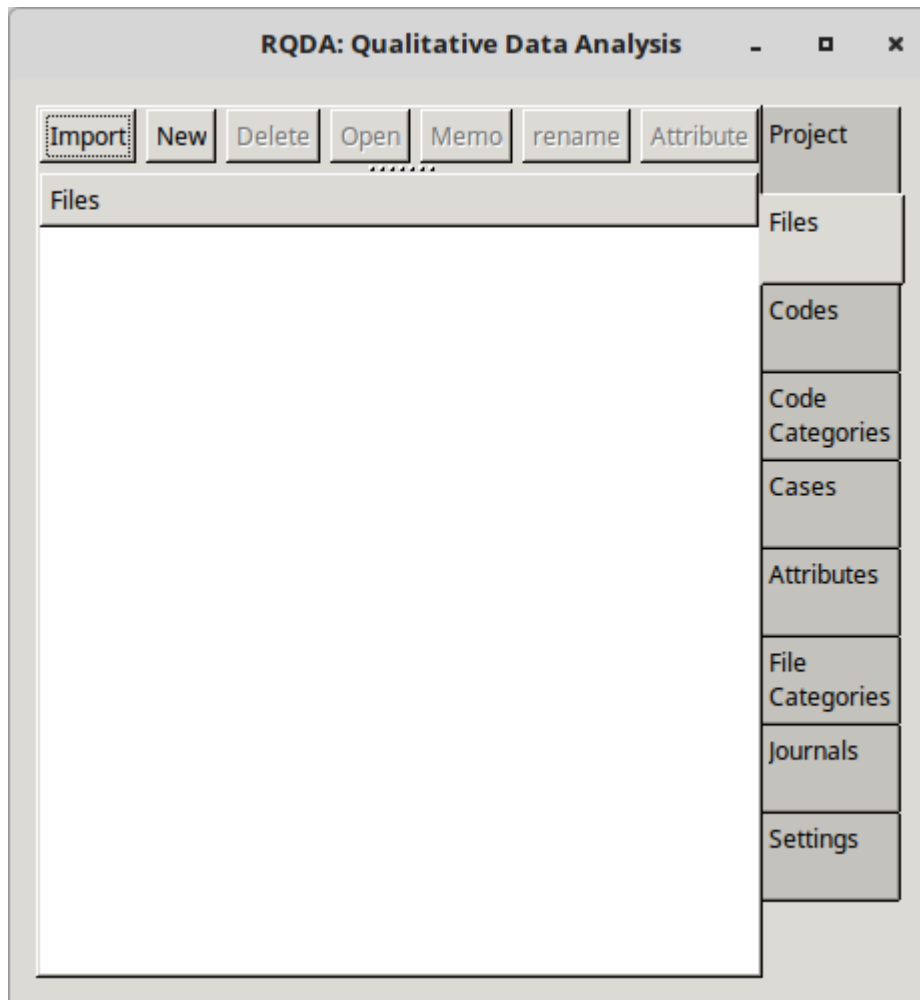 RQDA: Qualitative Data Analysis
Import New Delete Open Memo rename Attribute
Files
Project
Files
Codes
Code
Categories
Cases
Attributes
File
Categories
Journals
Settings